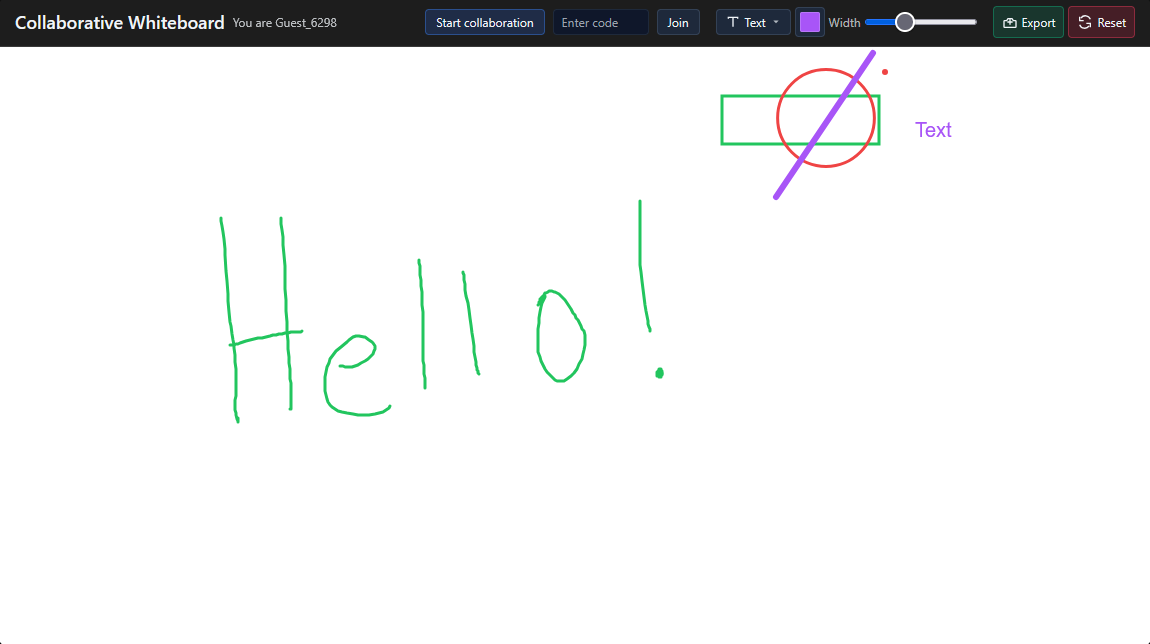 Collaborative Whiteboard You are Guest_6298 Start collaboration Enter code Join Text Width Export Reset
Text
Hello!